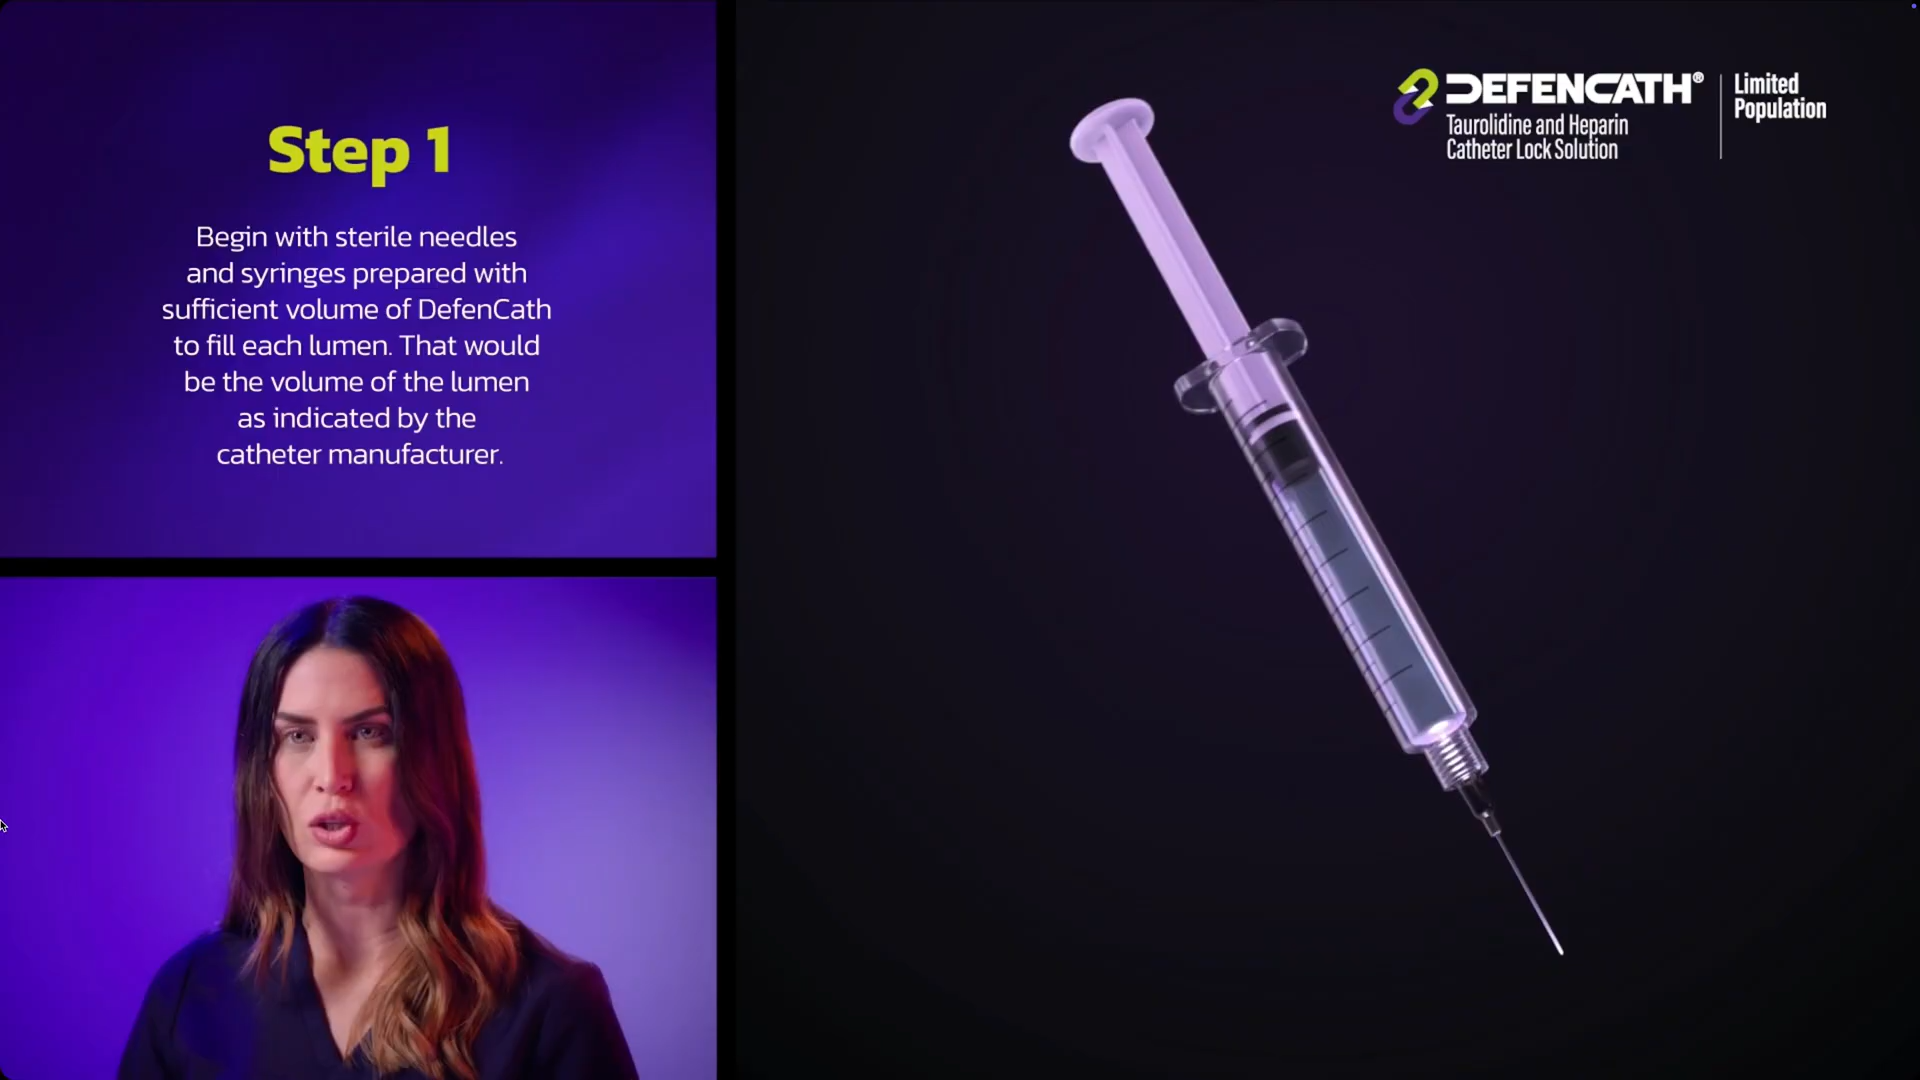 Step 1
Begin with sterile needles
and syringes prepared with
sufficient volume of DefenCath
to fill each lumen. That would
be the volume of the lumen
as indicated by the
catheter manufacturer.
DEFENCATH®
Taurolidine and Heparin
Catheter Lock Solution
Limited
Population